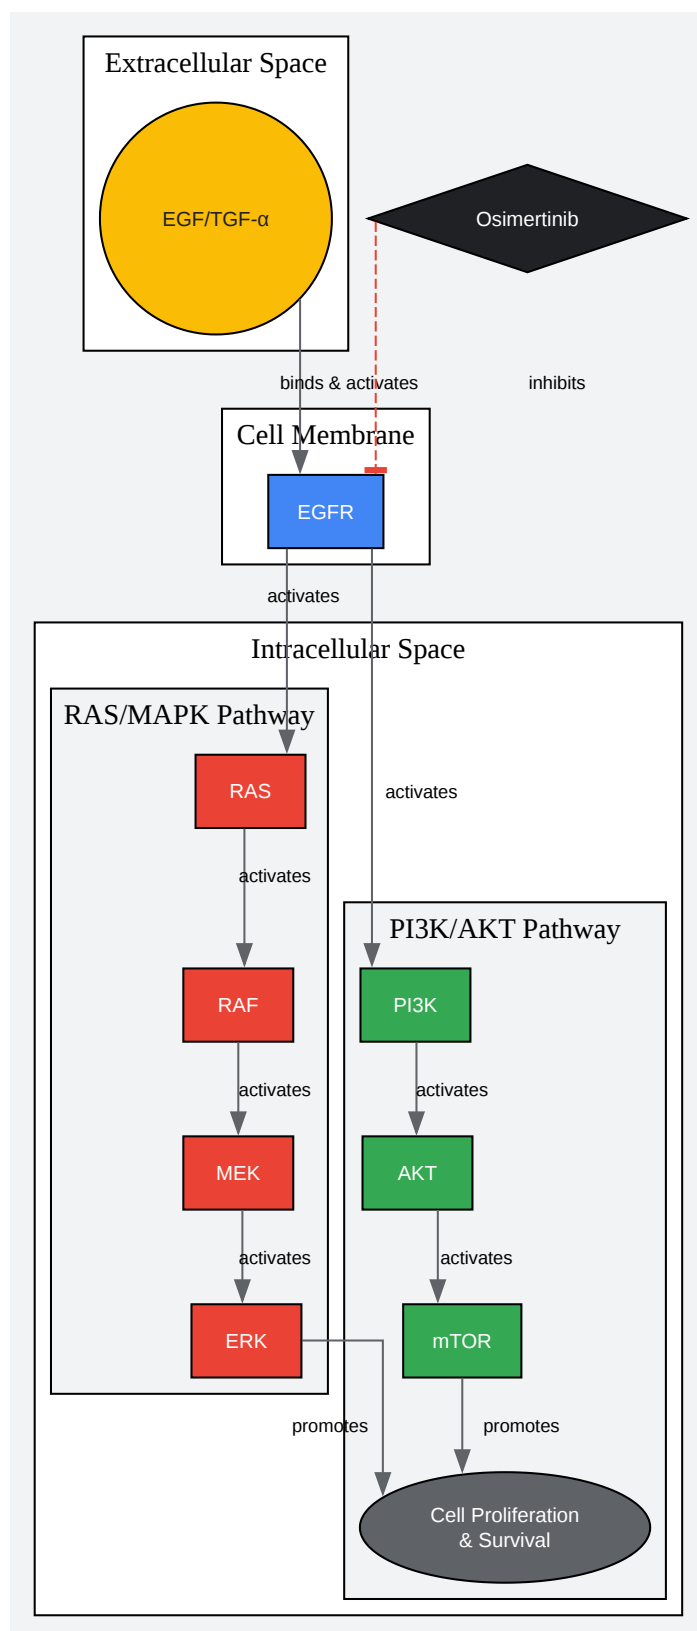 Extracellular Space
EGF/TGF-α
Osimertinib
binds & activates
inhibits
Cell Membrane
EGFR
activates
Intracellular Space
RAS/MAPK Pathway
RAS
activates
activates
PI3K/AKT Pathway
RAF
PI3K
activates
activates
MEK
AKT
activates
activates
ERK
mTOR
promotes
promotes
Cell Proliferation
& Survival